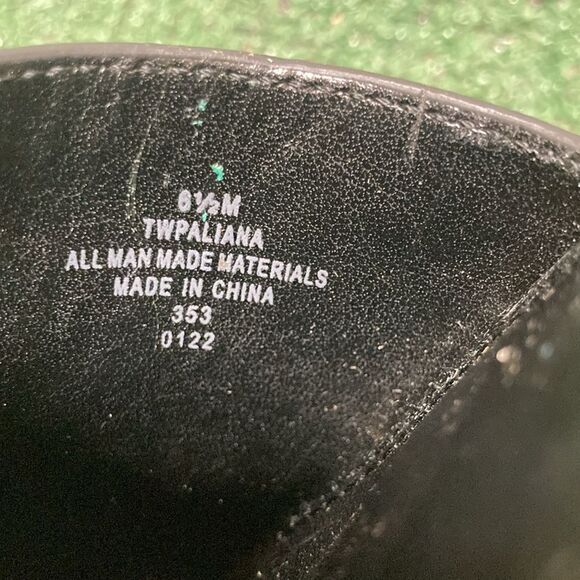 6½M
TWPALIANA
ALL MAN MADE MATERIALS
MADE IN CHINA
353
0122